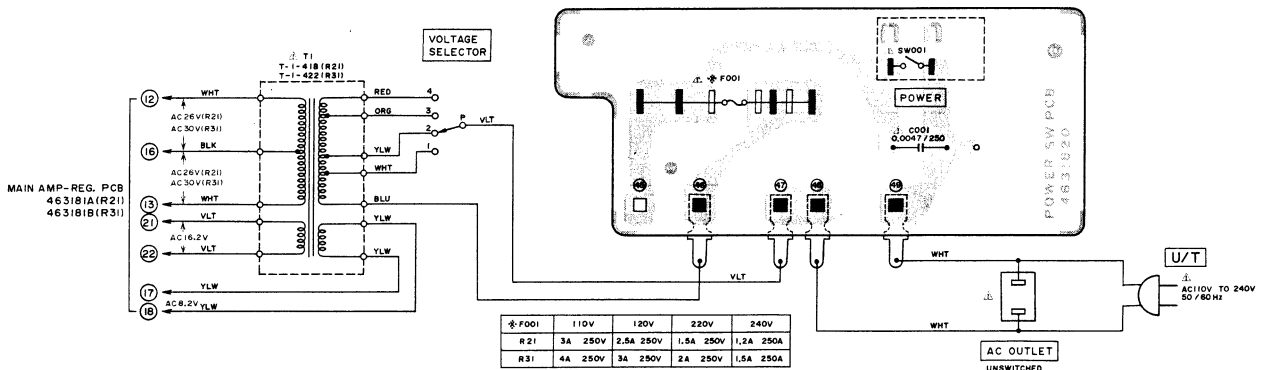 VOLTAGE
SELECTOR
⚠ T1
T-1-418(R21)
T-1-422(R31)
⚠ ※ F001
⚠ SW001
POWER
⚠ C001
0.0047/250
POWER SW PCB
4631820
MAIN AMP-REG. PCB
463181A(R21)
463181B(R31)
12
WHT
AC26V(R21)
AC30V(R31)
16
BLK
AC26V(R21)
AC30V(R31)
13
WHT
21
VLT
AC16.2V
22
VLT
17
YLW
18
AC8.2V YLW
RED 4
ORG 3
YLW 2
WHT 1
P
VLT
BLU
YLW
YLW
46
47
48
49
VLT
WHT
WHT
⚠
AC OUTLET
UNSWITCHED
U/T
⚠
AC110V TO 240V
50/60Hz
※F001 110V 120V 220V 240V
R21 3A 250V 2.5A 250V 1.5A 250V 1.2A 250A
R31 4A 250V 3A 250V 2A 250V 1.5A 250A